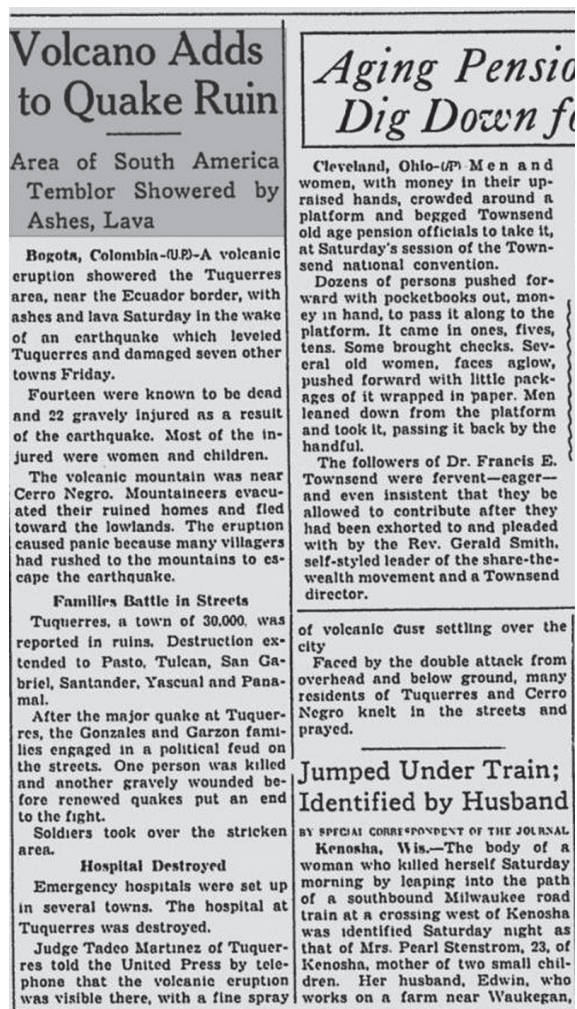 Volcano Adds
to Quake Ruin
Area of South America
Temblor Showered by
Ashes, Lava
Bogota, Colombia-(U.P.)-A volcanic
eruption showered the Tuquerres
area, near the Ecuador border, with
ashes and lava Saturday in the wake
of an earthquake which leveled
Tuquerres and damaged seven other
towns Friday.
Fourteen were known to be dead
and 22 gravely injured as a result
of the earthquake. Most of the in-
jured were women and children.
The volcanic mountain was near
Cerro Negro. Mountaineers evacu-
ated their ruined homes and fled
toward the lowlands. The eruption
caused panic because many villagers
had rushed to the mountains to es-
cape the earthquake.
Families Battle in Streets
Tuquerres, a town of 30,000, was
reported in ruins. Destruction ex-
tended to Pasto, Tulcan, San Ga-
briel, Santander, Yascual and Pana-
mal.
After the major quake at Tuquer-
res, the Gonzales and Garzon fami-
lies engaged in a political feud on
the streets. One person was killed
and another gravely wounded be-
fore renewed quakes put an end
to the fight.
Soldiers took over the stricken
area.
Hospital Destroyed
Emergency hospitals were set up
in several towns. The hospital at
Tuquerres was destroyed.
Judge Tadeo Martinez of Tuquer-
res told the United Press by tele-
phone that the volcanic eruption
was visible there, with a fine spray
of volcanic dust settling over the
city
Faced by the double attack from
overhead and below ground, many
residents of Tuquerres and Cerro
Negro knelt in the streets and
prayed.
Aging Pensio
Dig Down fo
Cleveland, Ohio-(AP) Men and
women, with money in their up-
raised hands, crowded around a
platform and begged Townsend
old age pension officials to take it,
at Saturday's session of the Town-
send national convention.
Dozens of persons pushed for-
ward with pocketbooks out, mon-
ey in hand, to pass it along to the
platform. It came in ones, fives,
tens. Some brought checks. Sev-
eral old women, faces aglow,
pushed forward with little pack-
ages of it wrapped in paper. Men
leaned down from the platform
and took it, passing it back by the
handful.
The followers of Dr. Francis E.
Townsend were fervent—eager—
and even insistent that they be
allowed to contribute after they
had been exhorted to and pleaded
with by the Rev. Gerald Smith,
self-styled leader of the share-the-
wealth movement and a Townsend
director.
Jumped Under Train;
Identified by Husband
BY SPECIAL CORRESPONDENT OF THE JOURNAL
Kenosha, Wis.—The body of a
woman who killed herself Saturday
morning by leaping into the path
of a southbound Milwaukee road
train at a crossing west of Kenosha
was identified Saturday night as
that of Mrs. Pearl Stenstrom, 23, of
Kenosha, mother of two small chil-
dren. Her husband, Edwin, who
works on a farm near Waukegan,